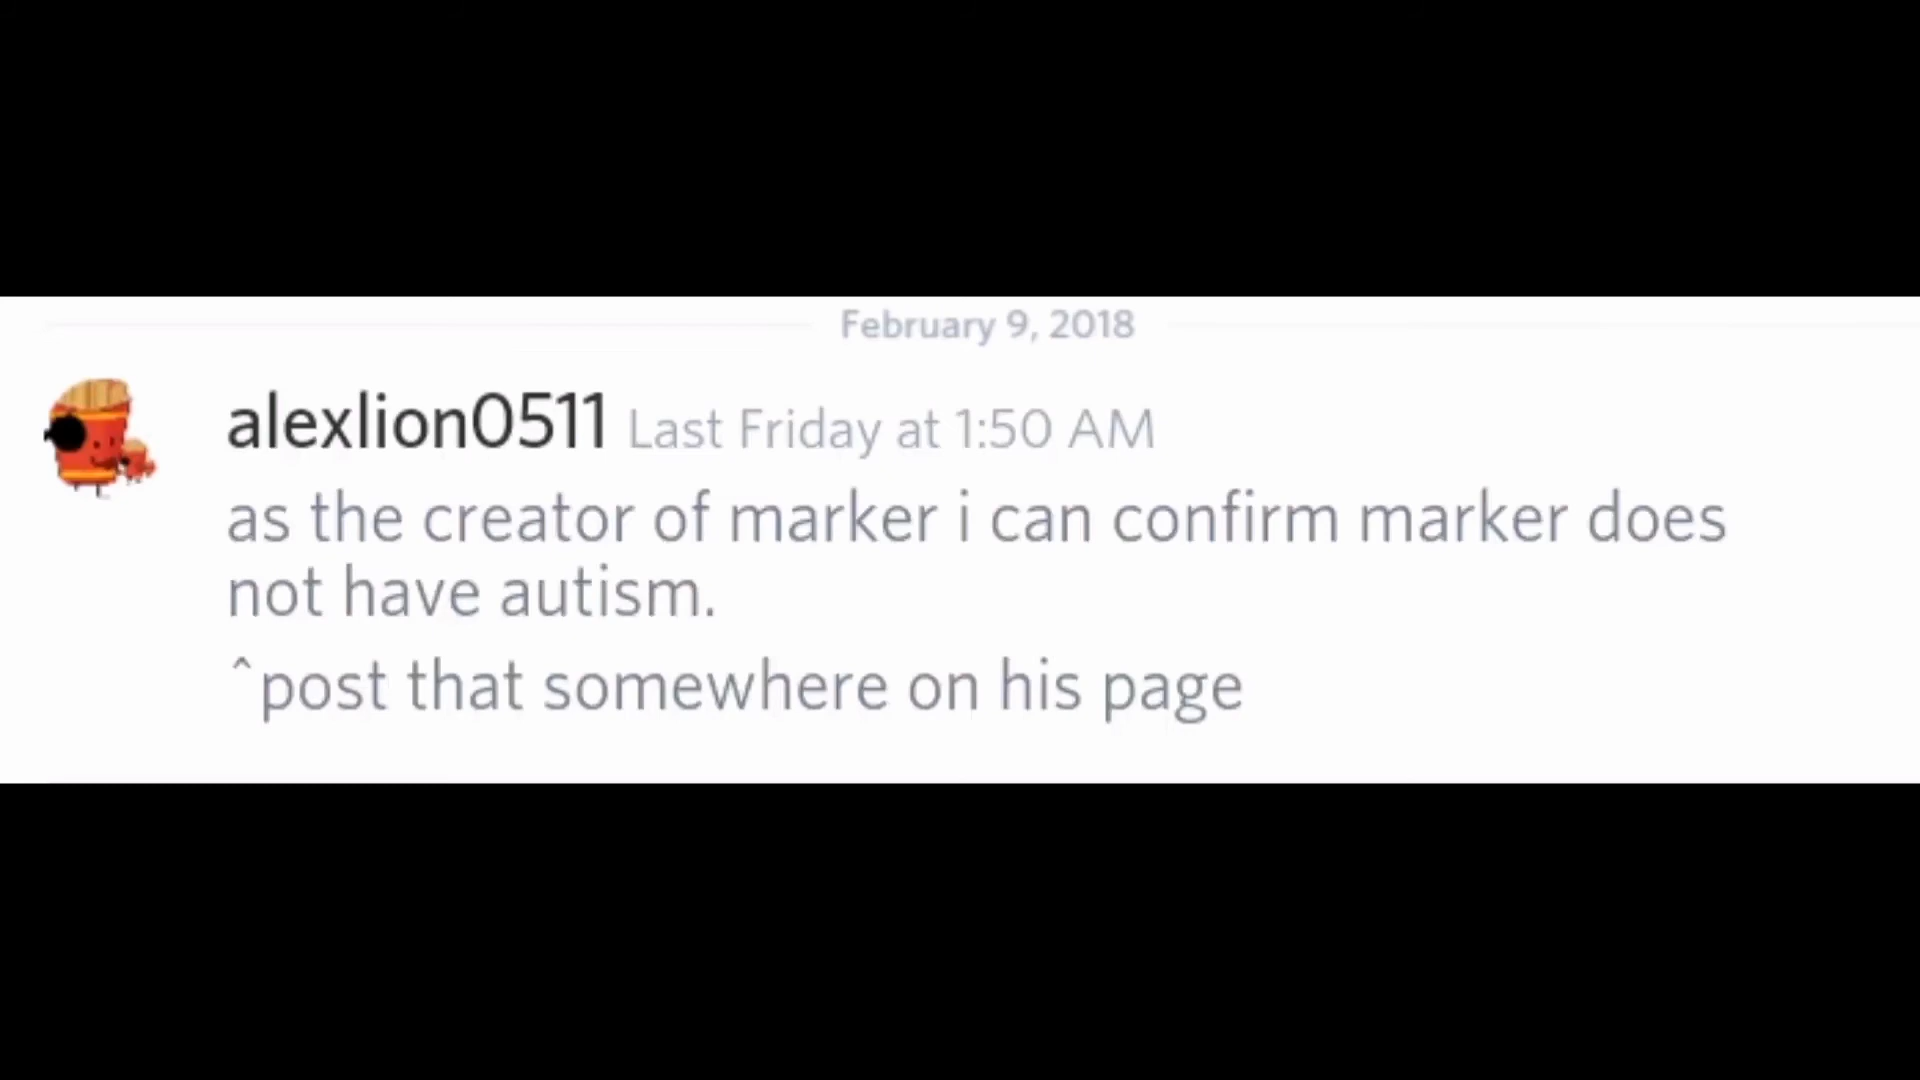 February 9, 2018
alexlion0511 Last Friday at 1:50 AM
as the creator of marker i can confirm marker does
not have autism.
^post that somewhere on his page